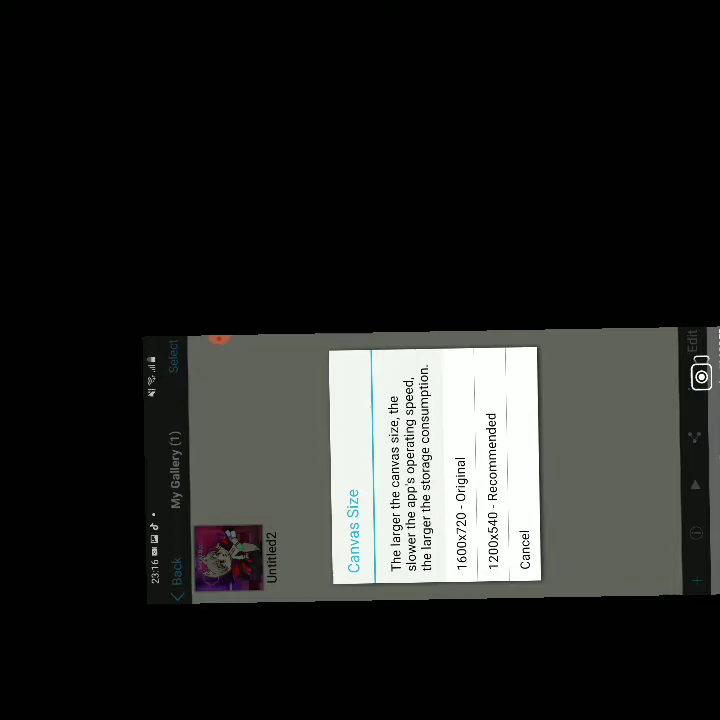 23:16
Back
My Gallery (1)
Select
Untitled2
Canvas Size
The larger the canvas size, the
slower the app's operating speed,
the larger the storage consumption.
1600x720 - Original
1200x540 - Recommended
Cancel
Edit